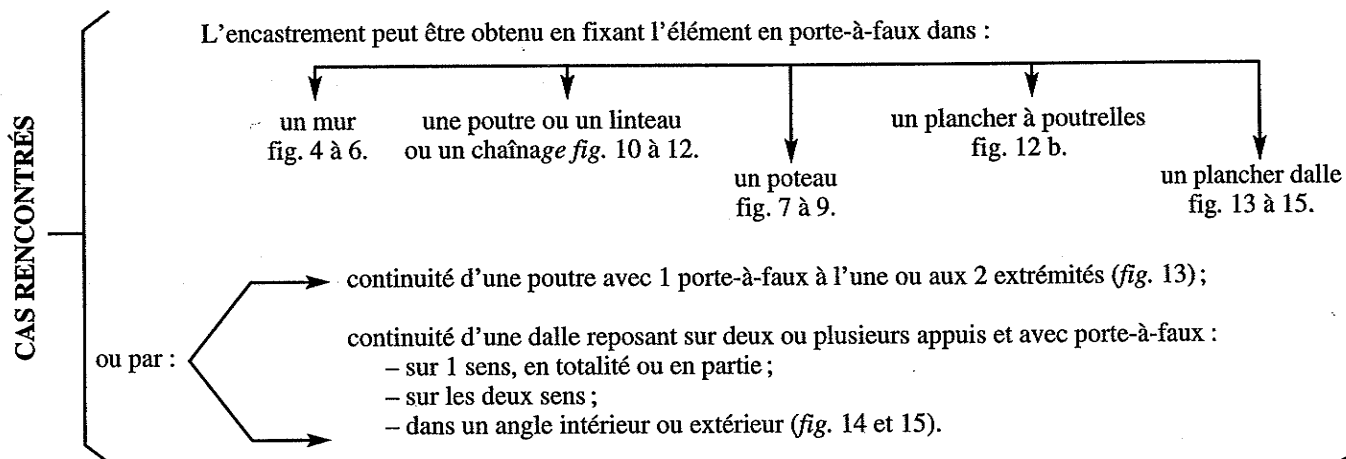 CAS RENCONTRÉS
L'encastrement peut être obtenu en fixant l'élément en porte-à-faux dans :
un mur
fig. 4 à 6.
une poutre ou un linteau
ou un chaînage fig. 10 à 12.
un poteau
fig. 7 à 9.
un plancher à poutrelles
fig. 12 b.
un plancher dalle
fig. 13 à 15.
ou par :
continuité d'une poutre avec 1 porte-à-faux à l'une ou aux 2 extrémités (fig. 13) ;
continuité d'une dalle reposant sur deux ou plusieurs appuis et avec porte-à-faux :
– sur 1 sens, en totalité ou en partie ;
– sur les deux sens ;
– dans un angle intérieur ou extérieur (fig. 14 et 15).